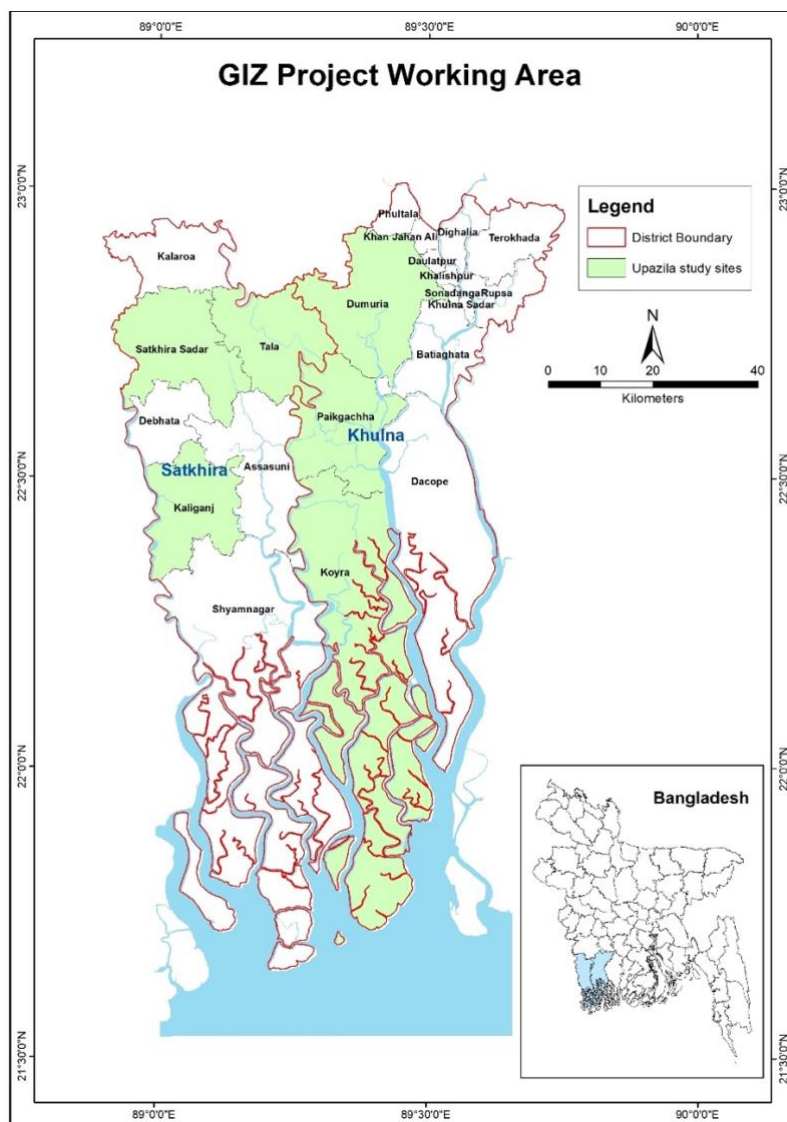 89°0'0"E
89°30'0"E
90°0'0"E
GIZ Project Working Area
23°0'0"N
23°0'0"N
Legend
District Boundary
Upazila study sites
N
0 10 20 40
Kilometers
Phultala
Khan Jahan Ali
Dighalia
Terokhada
Kalaroa
Daulatpur
Khalishpur
Sonadanga
Rupsa
Khulna Sadar
Dumuria
Satkhira Sadar
Tala
Batiaghata
Debhata
Paikgachha
Khulna
Satkhira
Assasuni
Dacope
22°30'0"N
22°30'0"N
Kaliganj
Koyra
Shyamnagar
22°0'0"N
22°0'0"N
Bangladesh
21°30'0"N
21°30'0"N
89°0'0"E
89°30'0"E
90°0'0"E